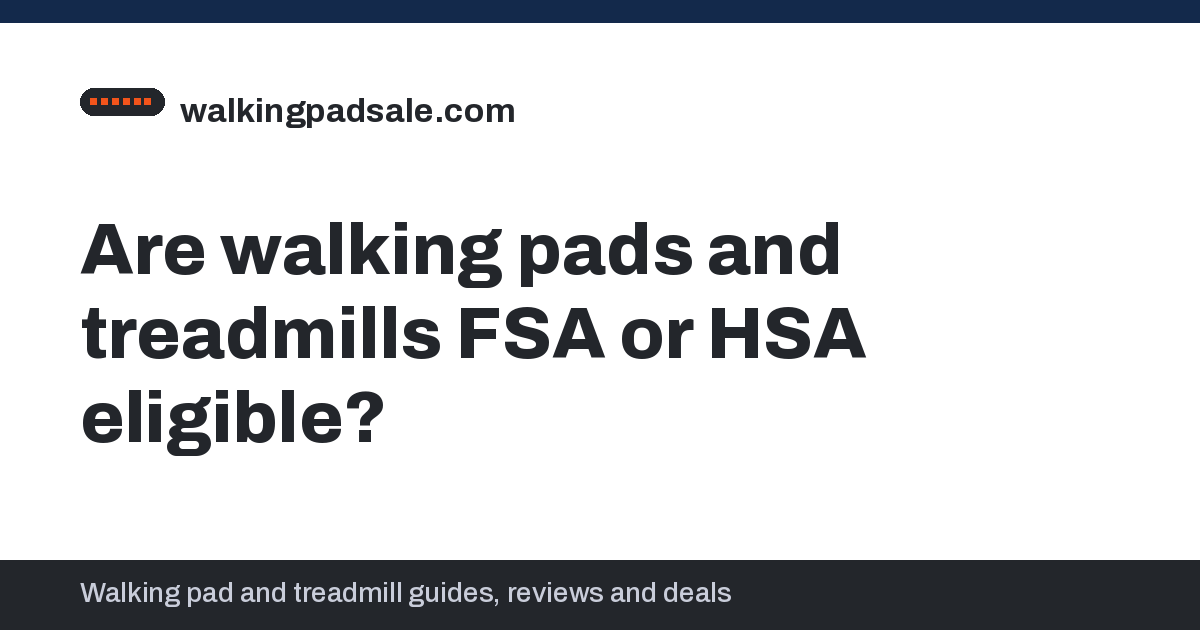 walkingpadsale.com
Are walking pads and
treadmills FSA or HSA
eligible?
Walking pad and treadmill guides, reviews and deals